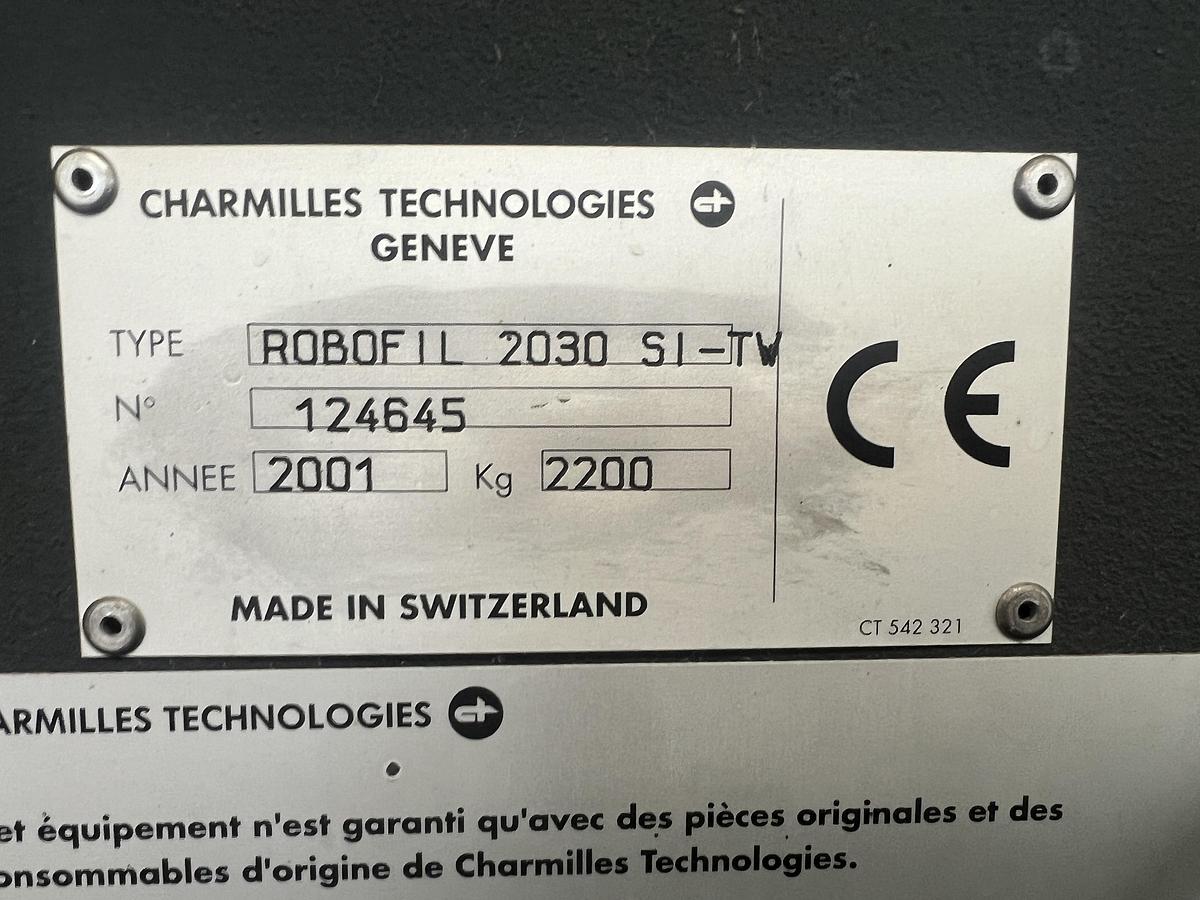 CHARMILLES TECHNOLOGIES
GENEVE
TYPE ROBOFIL 2030 SI-TW
N° 124645
ANNEE 2001 Kg 2200
CE
MADE IN SWITZERLAND
CT 542 321
ARMILLES TECHNOLOGIES
et équipement n'est garanti qu'avec des pièces originales et des
onsommables d'origine de Charmilles Technologies.